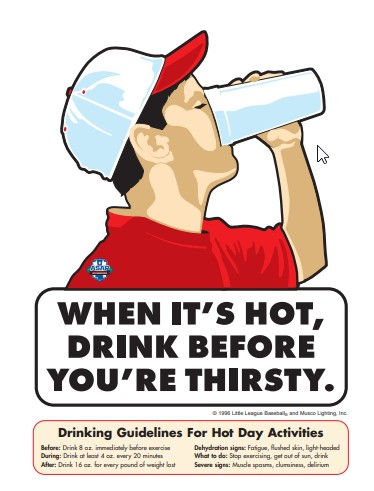 ASAP
WHEN IT'S HOT,
DRINK BEFORE
YOU'RE THIRSTY.
© 1996 Little League Baseball, and Musco Lighting, Inc.
Drinking Guidelines For Hot Day Activities
Before: Drink 8 oz. immediately before exercise
During: Drink at least 4 oz. every 20 minutes
After: Drink 16 oz. for every pound of weight lost
Dehydration signs: Fatigue, flushed skin, light-headed
What to do: Stop exercising, get out of sun, drink
Severe signs: Muscle spasms, clumsiness, delirium